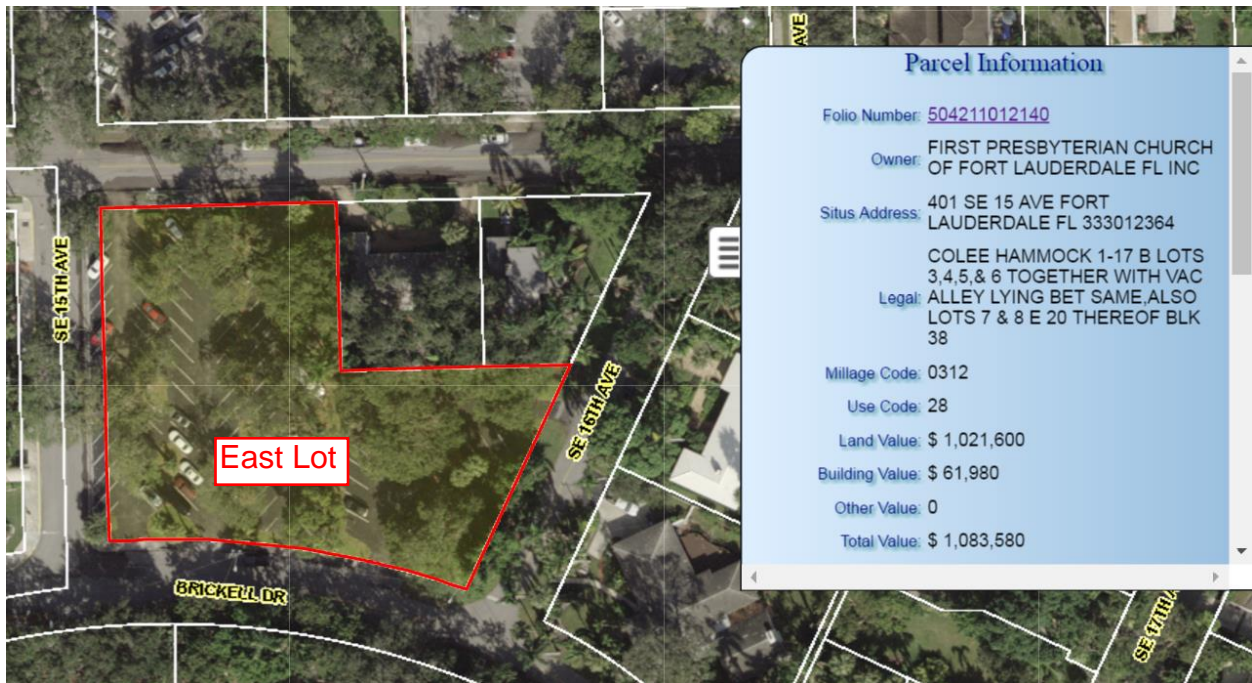 AVE
Parcel Information
Folio Number: 504211012140
Owner: FIRST PRESBYTERIAN CHURCH
OF FORT LAUDERDALE FL INC
Situs Address: 401 SE 15 AVE FORT
LAUDERDALE FL 333012364
Legal: COLEE HAMMOCK 1-17 B LOTS
3,4,5,& 6 TOGETHER WITH VAC
ALLEY LYING BET SAME,ALSO
LOTS 7 & 8 E 20 THEREOF BLK
38
Millage Code: 0312
Use Code: 28
Land Value: $ 1,021,600
Building Value: $ 61,980
Other Value: 0
Total Value: $ 1,083,580
SE 15TH AVE
SE 16TH AVE
East Lot
BRICKELL DR
SE 17TH A